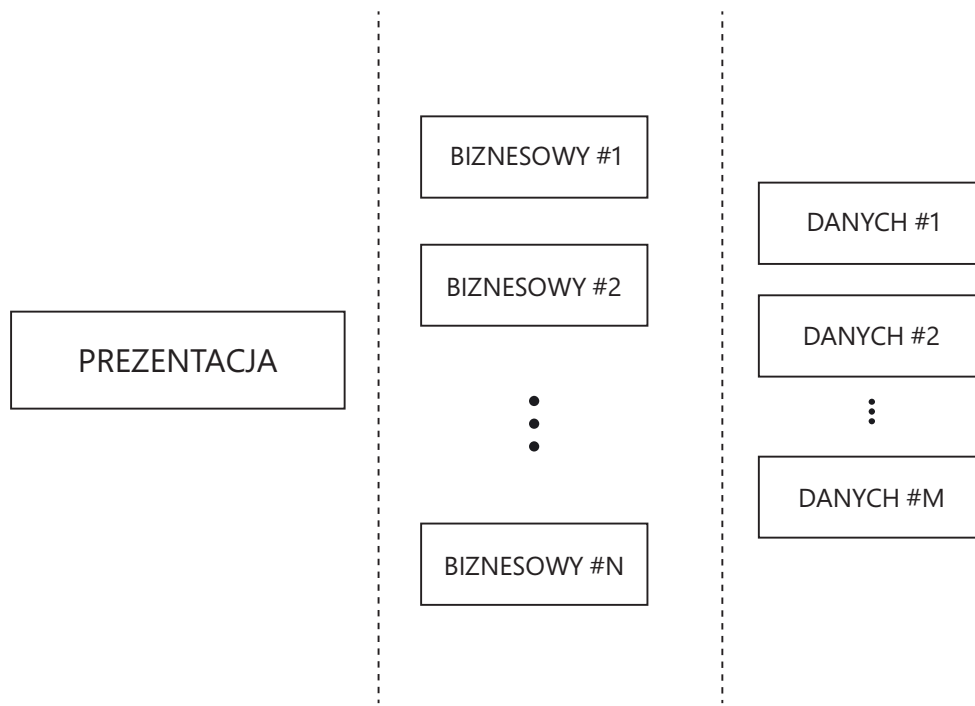 PREZENTACJA
BIZNESOWY #1
BIZNESOWY #2
BIZNESOWY #N
DANYCH #1
DANYCH #2
DANYCH #M